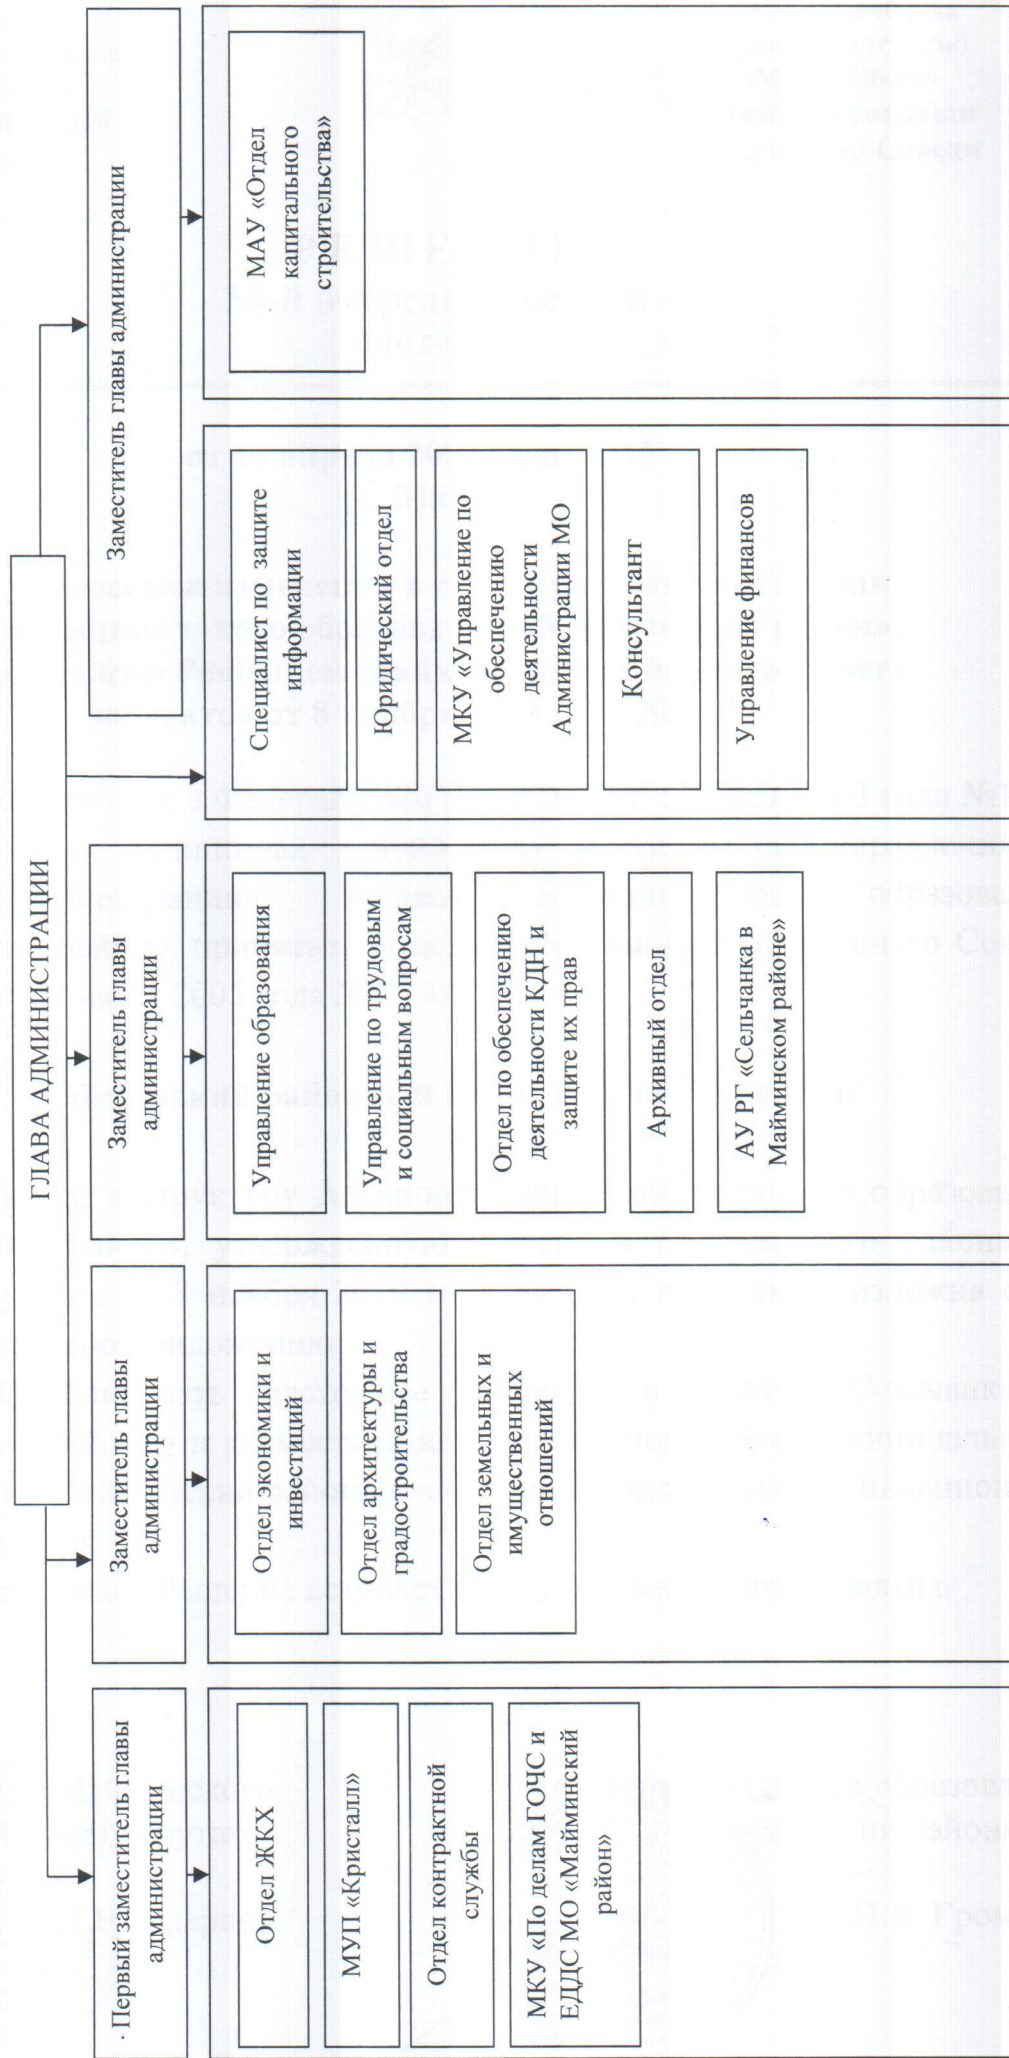 ГЛАВА АДМИНИСТРАЦИИ
Первый заместитель главы
администрации
Отдел ЖКХ
МУП «Кристалл»
Отдел контрактной
службы
МКУ «По делам ГОЧС и
ЕДДС МО «Майминский
район»
Заместитель главы
администрации
Отдел экономики и
инвестиций
Отдел архитектуры и
градостроительства
Отдел земельных и
имущественных
отношений
Заместитель главы
администрации
Управление образования
Управление по трудовым
и социальным вопросам
Отдел по обеспечению
деятельности КДН и
защите их прав
Архивный отдел
АУ РГ «Сельчанка в
Майминском районе»
Специалист по защите
информации
Юридический отдел
МКУ «Управление по
обеспечению
деятельности
Администрации МО
Консультант
Управление финансов
Заместитель главы администрации
МАУ «Отдел
капитального
строительства»